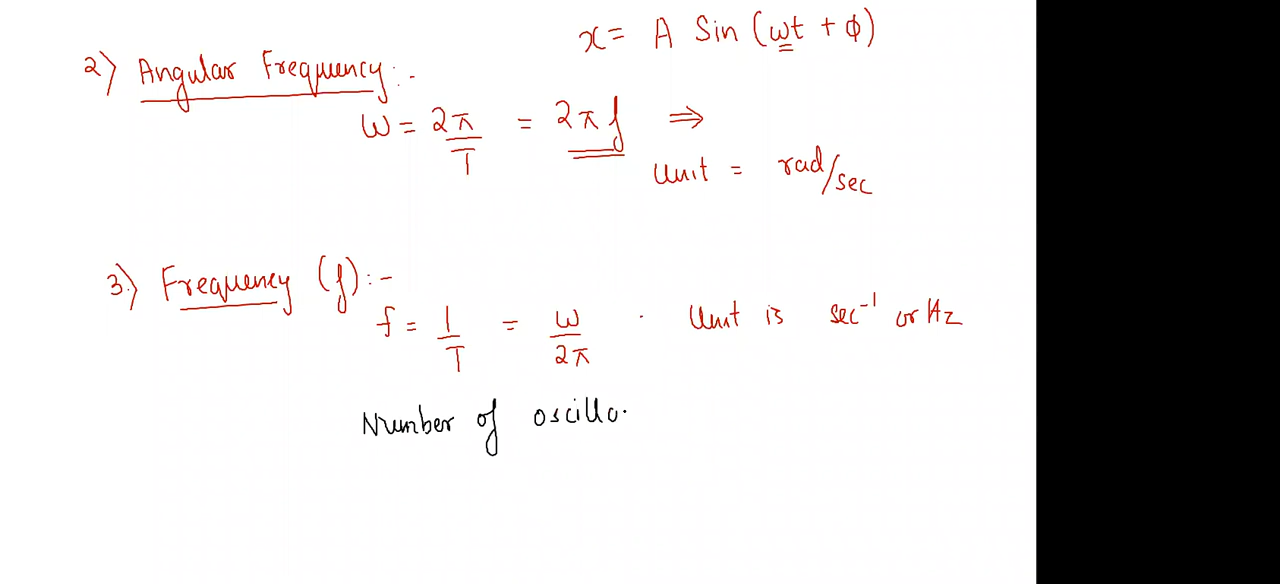 x = A Sin (ωt + φ)
2) Angular Frequency :-
ω = 2π/T = 2πf ⇒
Unit = rad/sec
3.) Frequency (f) :-
f = 1/T = ω/2π . Unit is sec⁻¹ or Hz
Number of oscilla